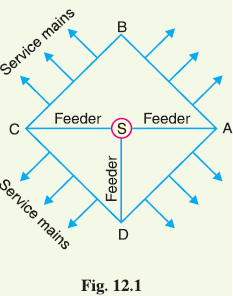 B
Service mains
Feeder
Feeder
C
S
A
Feeder
Service mains
D
Fig. 12.1